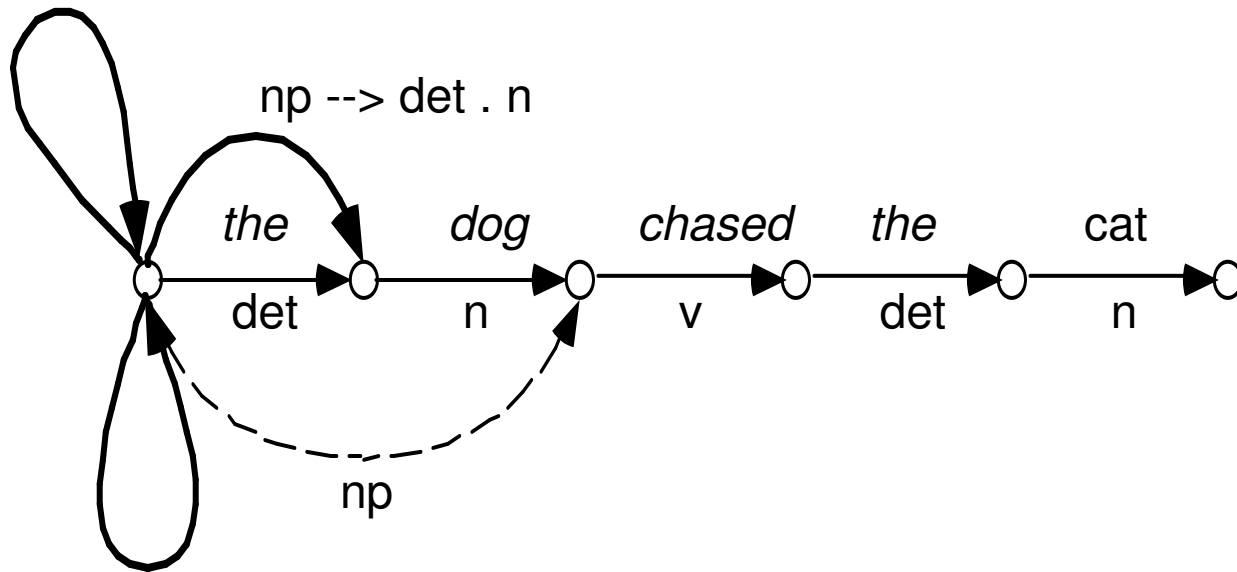 np --> det . n
the dog chased the cat
det n v det n
np